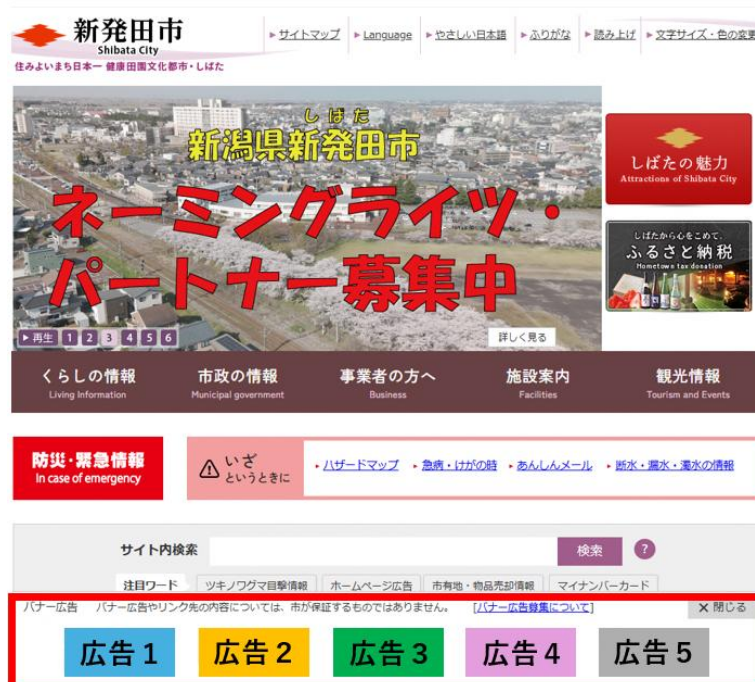 新発田市
Shibata City
住みよいまち日本一 健康田園文化都市・しばた
サイトマップ Language やさしい日本語 ふりがな 読み上げ 文字サイズ・色の変更
しばた
新潟県新発田市
ネーミングライツ・
パートナー募集中
再生 1 2 3 4 5 6
詳しく見る
しばたの魅力
Attractions of Shibata City
しばたから心をこめて。
ふるさと納税
Hometown tax donation
くらしの情報 市政の情報 事業者の方へ 施設案内 観光情報
Living Information Municipal government Business Facilities Tourism and Events
防災・緊急情報
In case of emergency
いざ
というときに
ハザードマップ 急病・けがの時 あんしんメール 断水・漏水・濁水の情報
サイト内検索 検索 ?
注目ワード ツキノワグマ目撃情報 ホームページ広告 市有地・物品売却情報 マイナンバーカード
バナー広告 バナー広告やリンク先の内容については、市が保証するものではありません。 [バナー広告募集について] ×閉じる
広告1 広告2 広告3 広告4 広告5